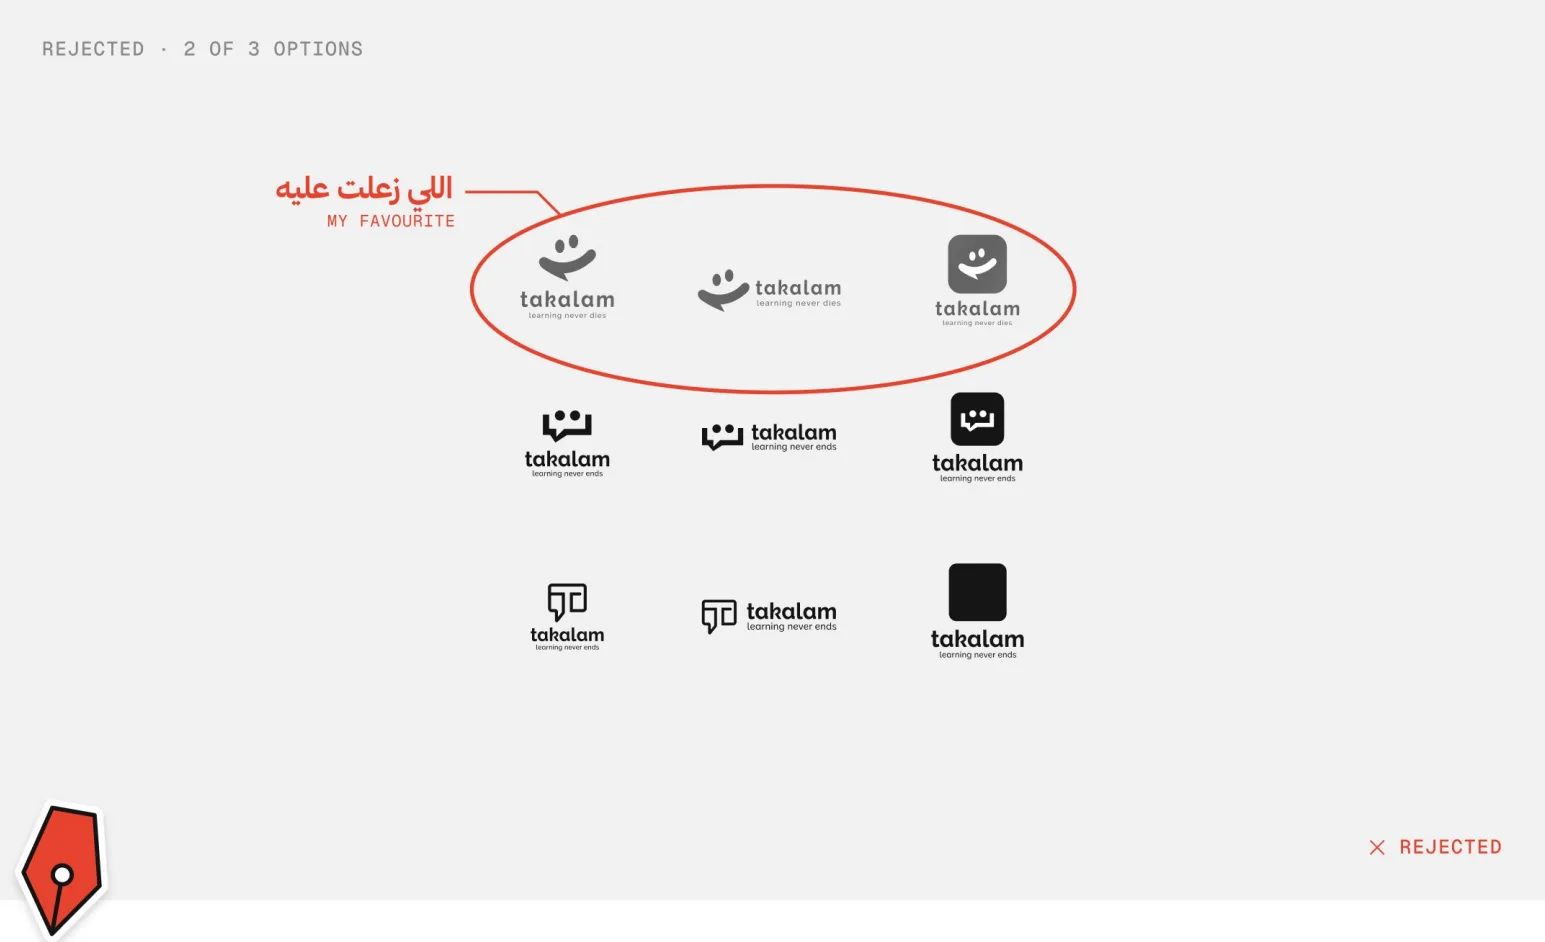 REJECTED · 2 OF 3 OPTIONS
اللي زعلت عليه
MY FAVOURITE
takalam
learning never dies
takalam
learning never dies
takalam
learning never dies
takalam
learning never ends
takalam
learning never ends
takalam
learning never ends
takalam
learning never ends
takalam
learning never ends
takalam
learning never ends
REJECTED